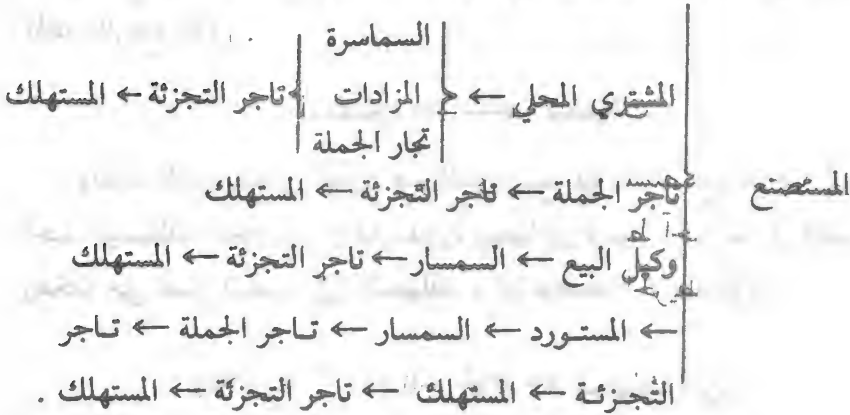 السماسرة
المشتري المحلي ← المزادات تاجر التجزئة ← المستهلك
تجار الجملة
المستصنع تاجر الجملة ← تاجر التجزئة ← المستهلك
وكيل البيع ← السمسار ← تاجر التجزئة ← المستهلك
← المستورد ← السمسار ← تاجر الجملة ← تاجر
التجزئة ← المستهلك ← تاجر التجزئة ← المستهلك .